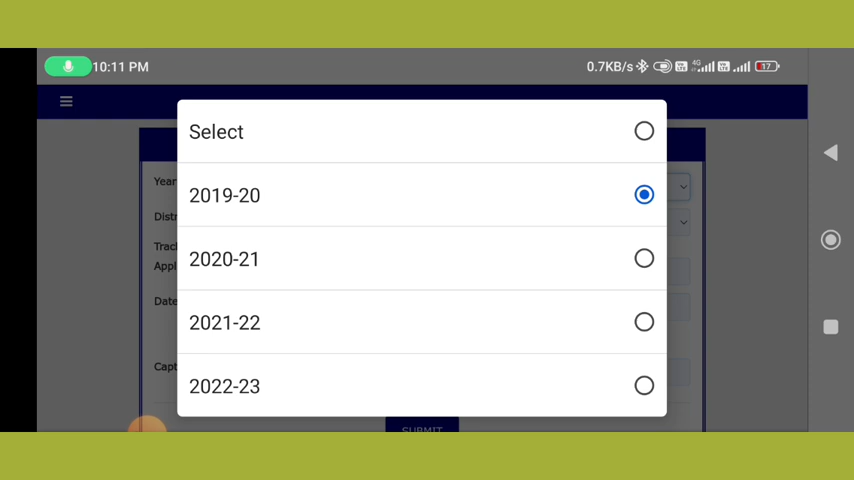 10:11 PM 0.7KB/s 4G 17
Select
Year
2019-20
Distr
2020-21
Track
Appl
Date
2021-22
Capt
2022-23
SUBMIT